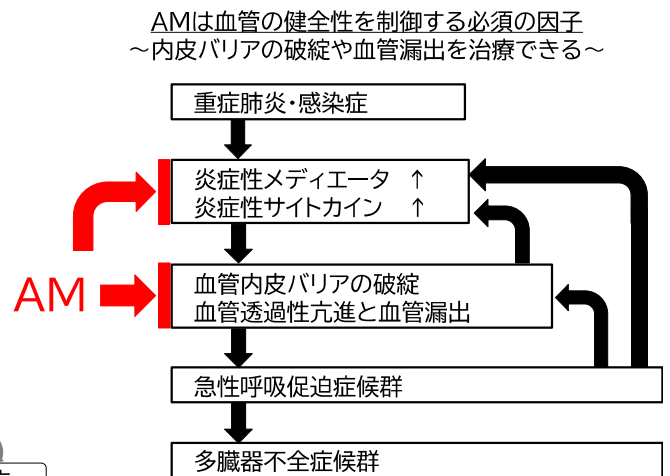 AMは血管の健全性を制御する必須の因子
～内皮バリアの破綻や血管漏出を治療できる～
重症肺炎・感染症
炎症性メディエータ ↑
炎症性サイトカイン ↑
AM
血管内皮バリアの破綻
血管透過性亢進と血管漏出
急性呼吸促迫症候群
多臓器不全症候群